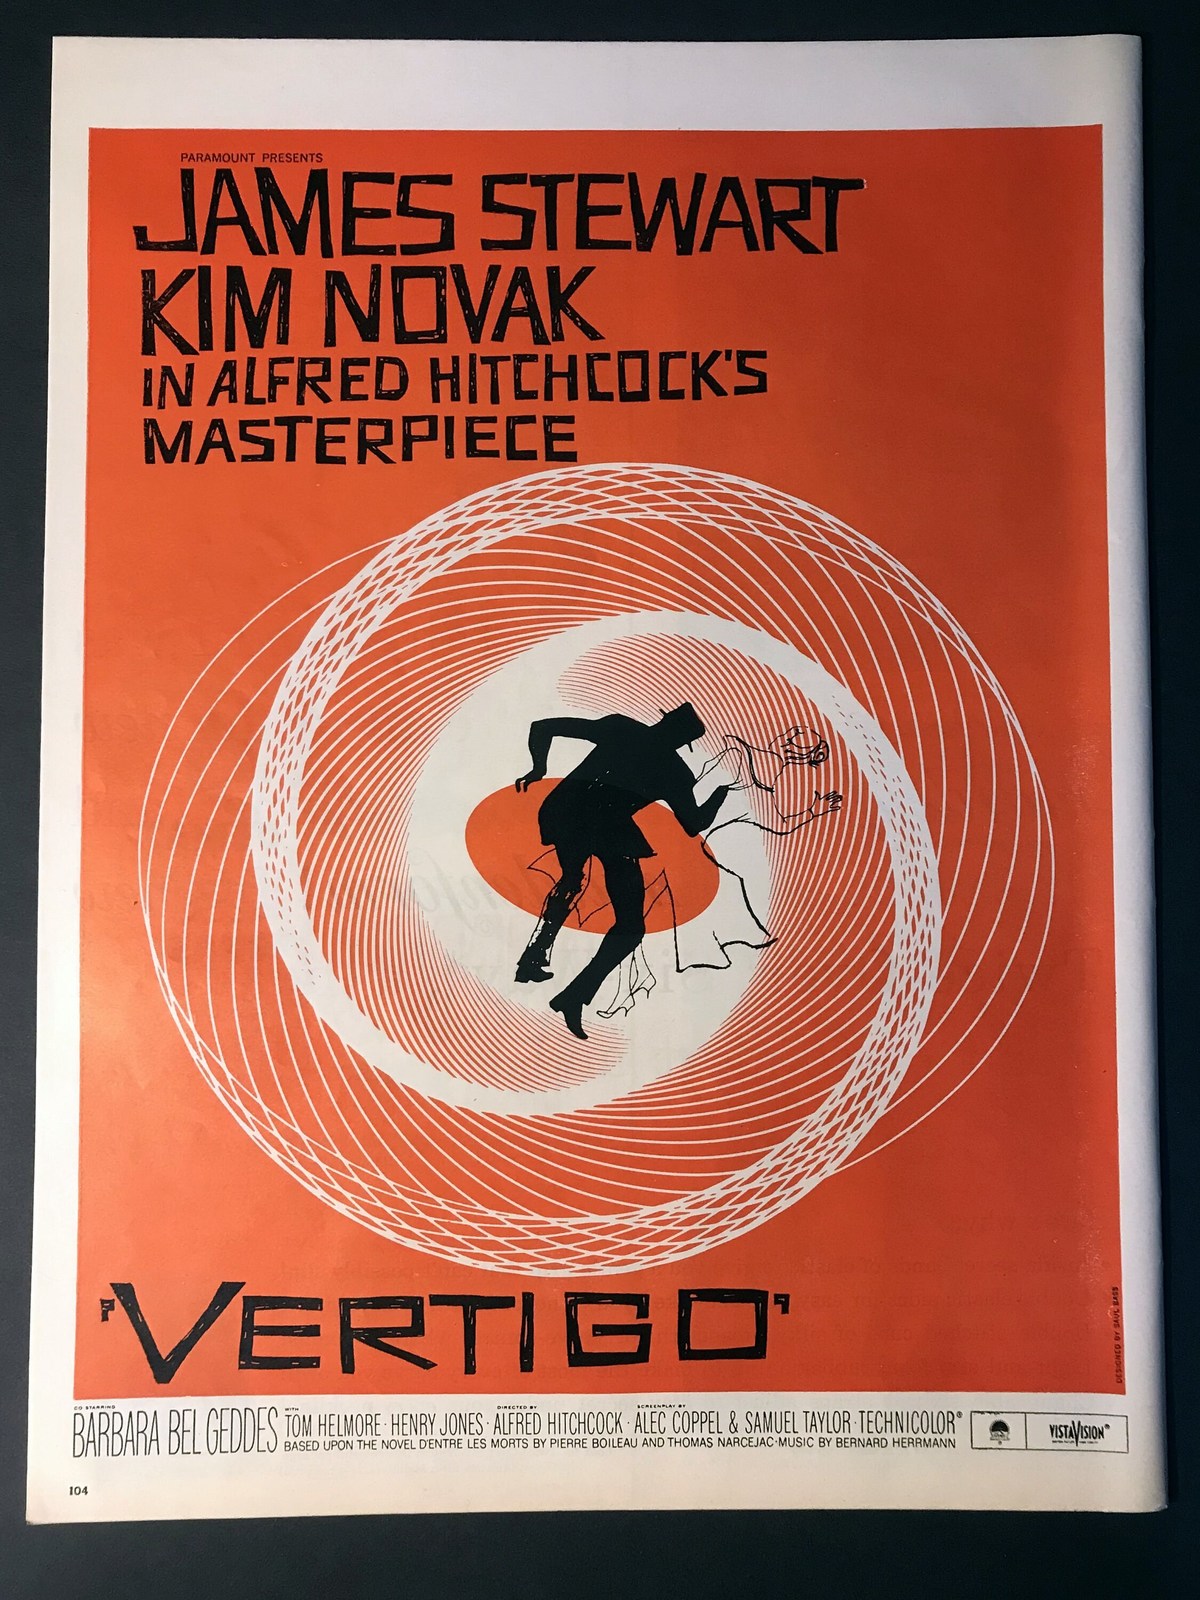 PARAMOUNT PRESENTS
JAMES STEWART
KIM NOVAK
IN ALFRED HITCHCOCK'S
MASTERPIECE
'VERTIGO'
DESIGNED BY SAUL BASS
CO STARRING
BARBARA BEL GEDDES WITH TOM HELMORE · HENRY JONES · DIRECTED BY ALFRED HITCHCOCK · SCREENPLAY BY ALEC COPPEL & SAMUEL TAYLOR · TECHNICOLOR®
BASED UPON THE NOVEL D'ENTRE LES MORTS BY PIERRE BOILEAU AND THOMAS NARCEJAC · MUSIC BY BERNARD HERRMANN
VISTAVISION®
104